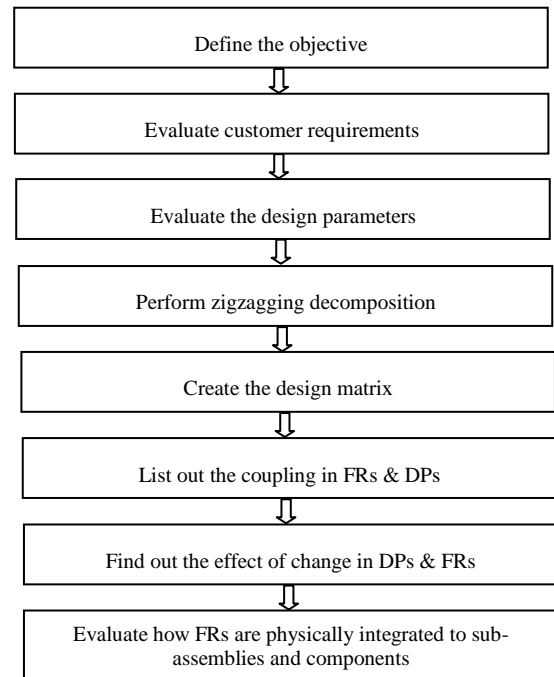 Define the objective
Evaluate customer requirements
Evaluate the design parameters
Perform zigzagging decomposition
Create the design matrix
List out the coupling in FRs & DPs
Find out the effect of change in DPs & FRs
Evaluate how FRs are physically integrated to sub-
assemblies and components